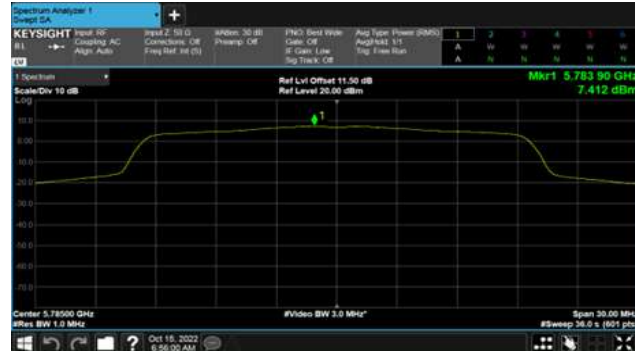 Spectrum Analyzer 1
Swept SA
+
KEYSIGHT Input: RF
Coupling: AC
Align: Auto
Input Z: 50 Ω
Corrections: Off
Freq Ref: Int (S)
#Atten: 30 dB
Preamp: Off
PNO: Best Wide
Gate: Off
IF Gain: Low
Sig Track: Off
Avg Type: Power (RMS)
Avg|Hold: 1/1
Trig: Free Run
1 2 3 4 5 6
A W W W W W
A N N N N N
RL
LW
1 Spectrum
Scale/Div 10 dB
Log
Ref Lvl Offset 11.50 dB
Ref Level 20.00 dBm
Mkr1 5.783 90 GHz
7.412 dBm
1
10.0
0.00
-10.0
-20.0
-30.0
-40.0
-50.0
-60.0
-70.0
Center 5.78500 GHz
#Res BW 1.0 MHz
#Video BW 3.0 MHz*
Span 30.00 MHz
#Sweep 36.0 s (601 pts)
?
Oct 15, 2022
6:56:00 AM